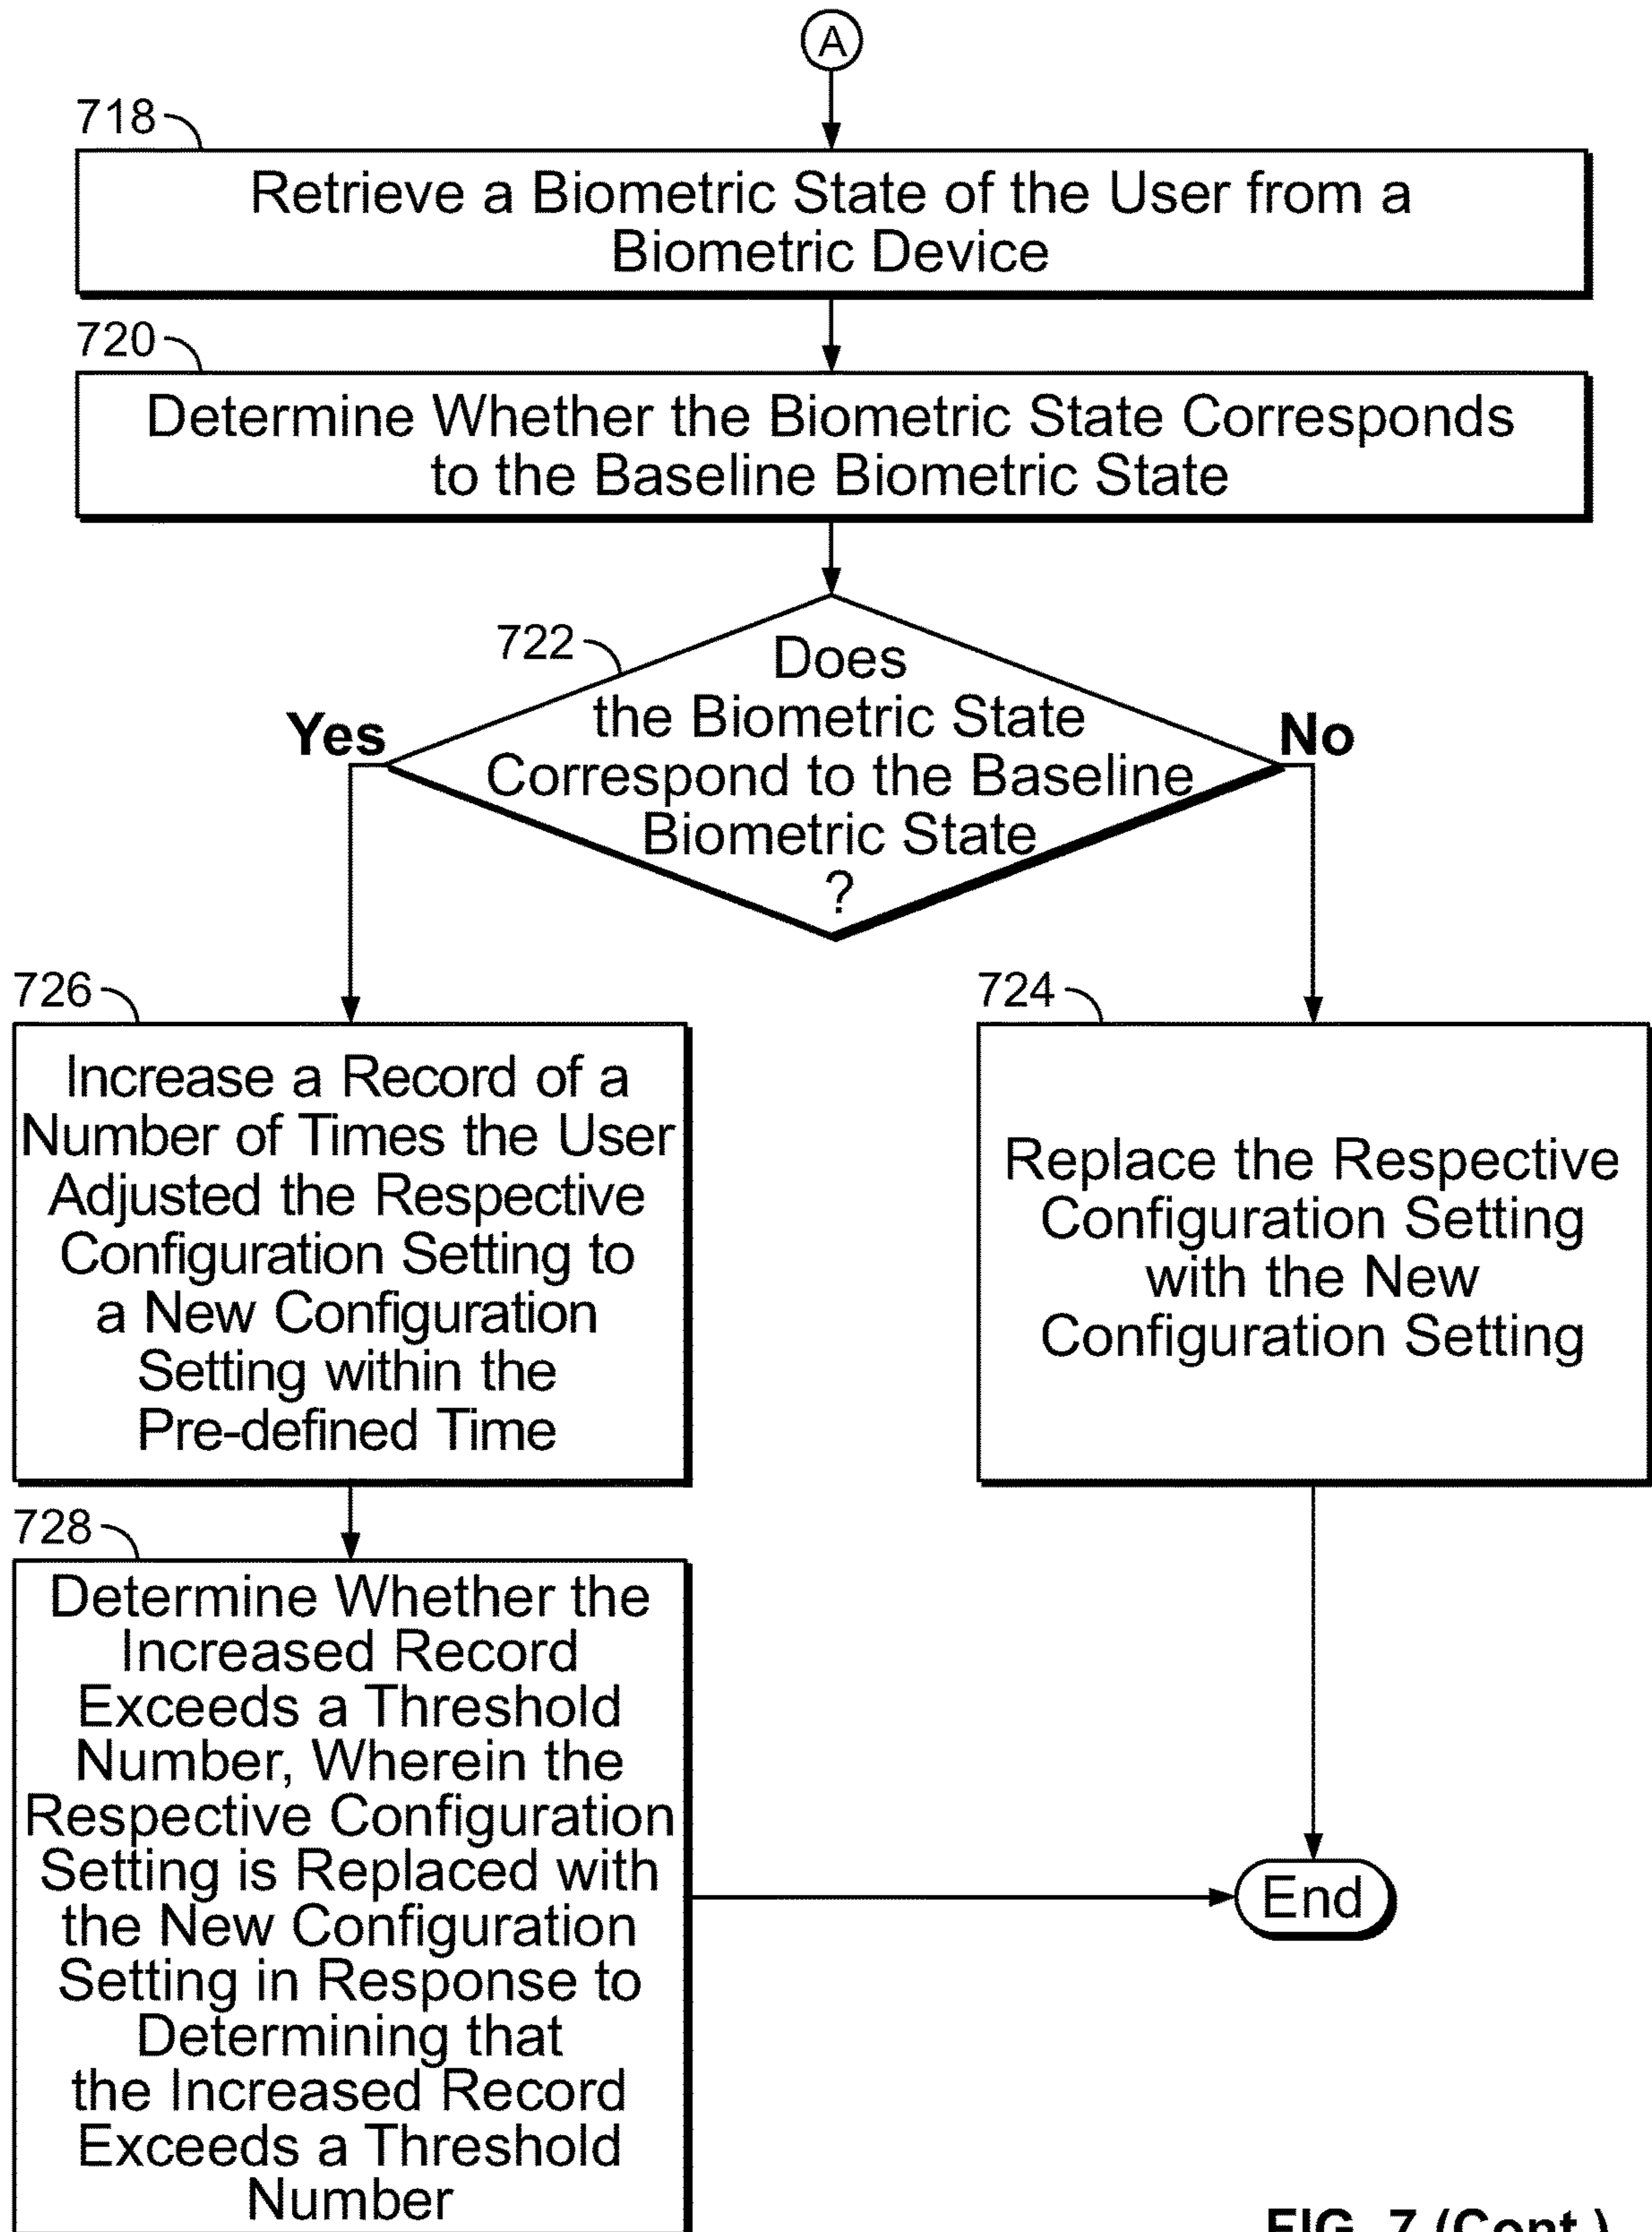 A
718
Retrieve a Biometric State of the User from a
Biometric Device
720
Determine Whether the Biometric State Corresponds
to the Baseline Biometric State
722
Does
the Biometric State
Correspond to the Baseline
Biometric State
?
Yes
No
726
Increase a Record of a
Number of Times the User
Adjusted the Respective
Configuration Setting to
a New Configuration
Setting within the
Pre-defined Time
724
Replace the Respective
Configuration Setting
with the New
Configuration Setting
728
Determine Whether the
Increased Record
Exceeds a Threshold
Number, Wherein the
Respective Configuration
Setting is Replaced with
the New Configuration
Setting in Response to
Determining that
the Increased Record
Exceeds a Threshold
Number
End
FIG. 7 (Cont.)